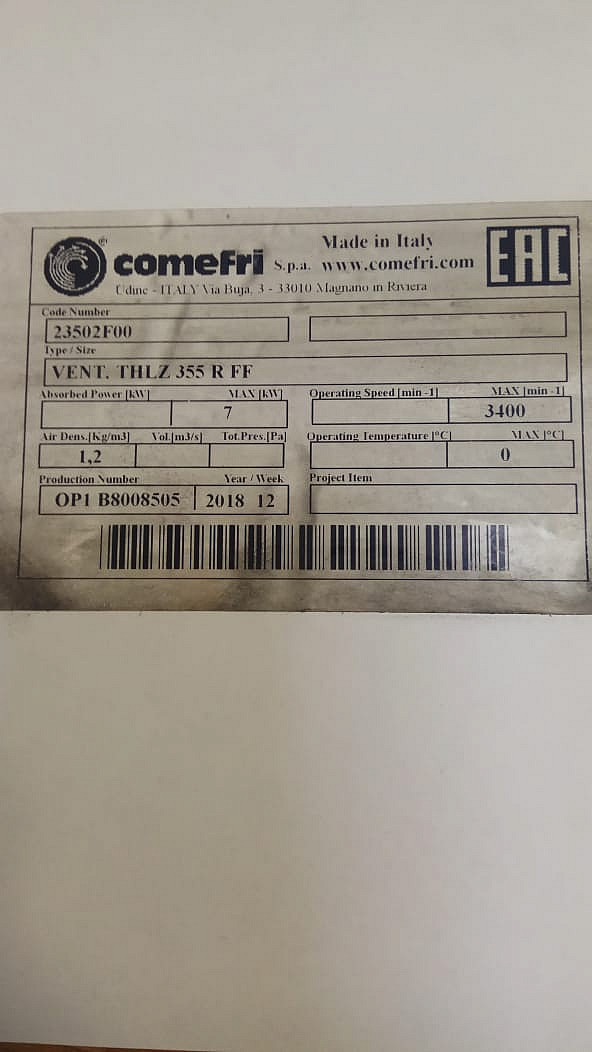 comefri ® S.p.a. Made in Italy
www.comefri.com
EAC
Udine - ITALY Via Buja, 3 - 33010 Magnano in Riviera
Code Number
23502F00
Type / Size
VENT. THLZ 355 R FF
Absorbed Power [kW] MAX [kW] Operating Speed [min -1] MAX [min -1]
7 3400
Air Dens.[Kg/m3] Vol.[m3/s] Tot.Pres.[Pa] Operating Temperature [°C] MAX [°C]
1,2 0
Production Number Year / Week Project Item
OP1 B8008505 2018 12